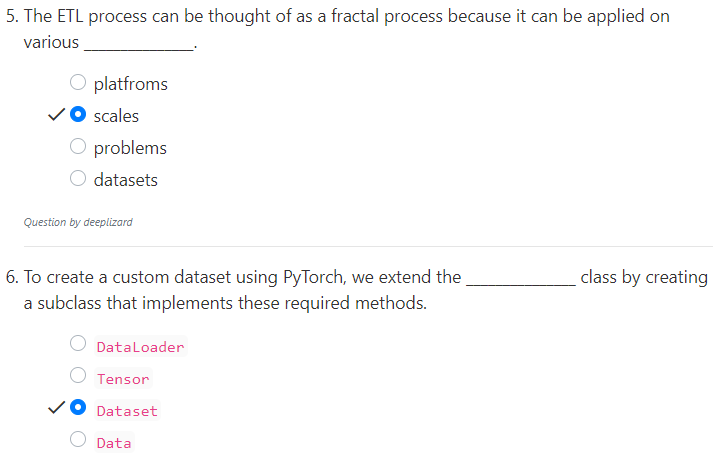 5. The ETL process can be thought of as a fractal process because it can be applied on
various ____________.
platfroms
scales
problems
datasets
Question by deeplizard
6. To create a custom dataset using PyTorch, we extend the ____________ class by creating
a subclass that implements these required methods.
DataLoader
Tensor
Dataset
Data